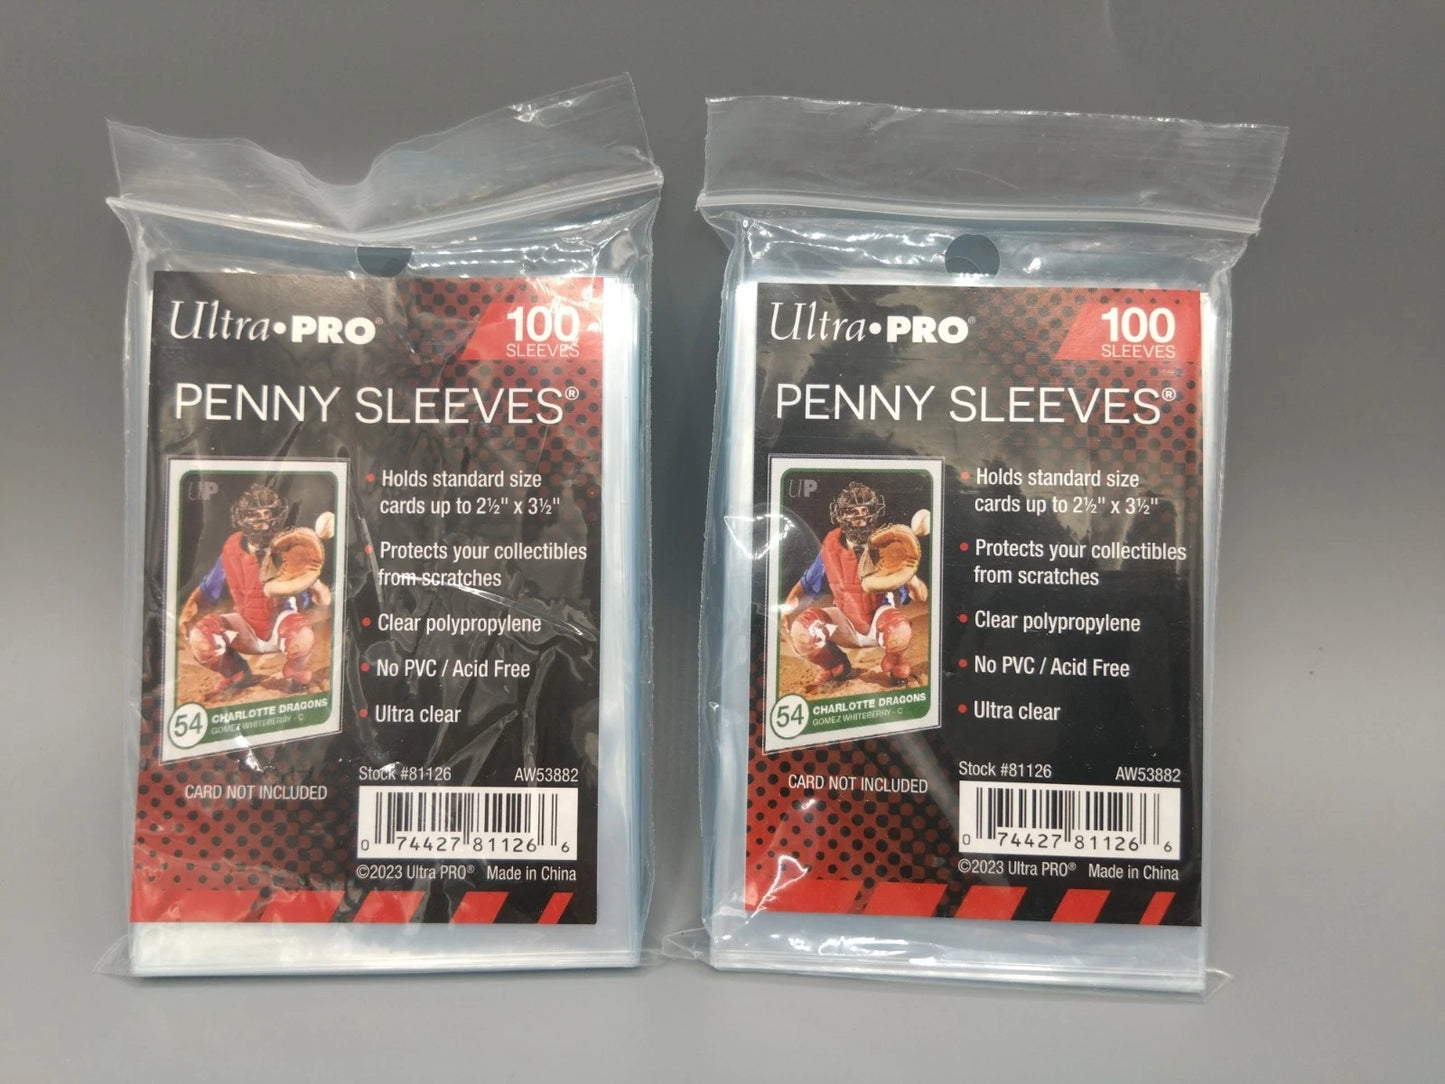 Ultra•PRO®
100
SLEEVES
PENNY SLEEVES®
UP
• Holds standard size
cards up to 2½" x 3½"
• Protects your collectibles
from scratches
• Clear polypropylene
• No PVC / Acid Free
• Ultra clear
54
CHARLOTTE DRAGONS
GOMEZ WHITEBERRY - C
CARD NOT INCLUDED
Stock #81126 AW53882
0 74427 81126 6
©2023 Ultra PRO® Made in China
Ultra•PRO®
100
SLEEVES
PENNY SLEEVES®
UP
• Holds standard size
cards up to 2½" x 3½"
• Protects your collectibles
from scratches
• Clear polypropylene
• No PVC / Acid Free
• Ultra clear
54
CHARLOTTE DRAGONS
GOMEZ WHITEBERRY - C
CARD NOT INCLUDED
Stock #81126 AW53882
0 74427 81126 6
©2023 Ultra PRO® Made in China